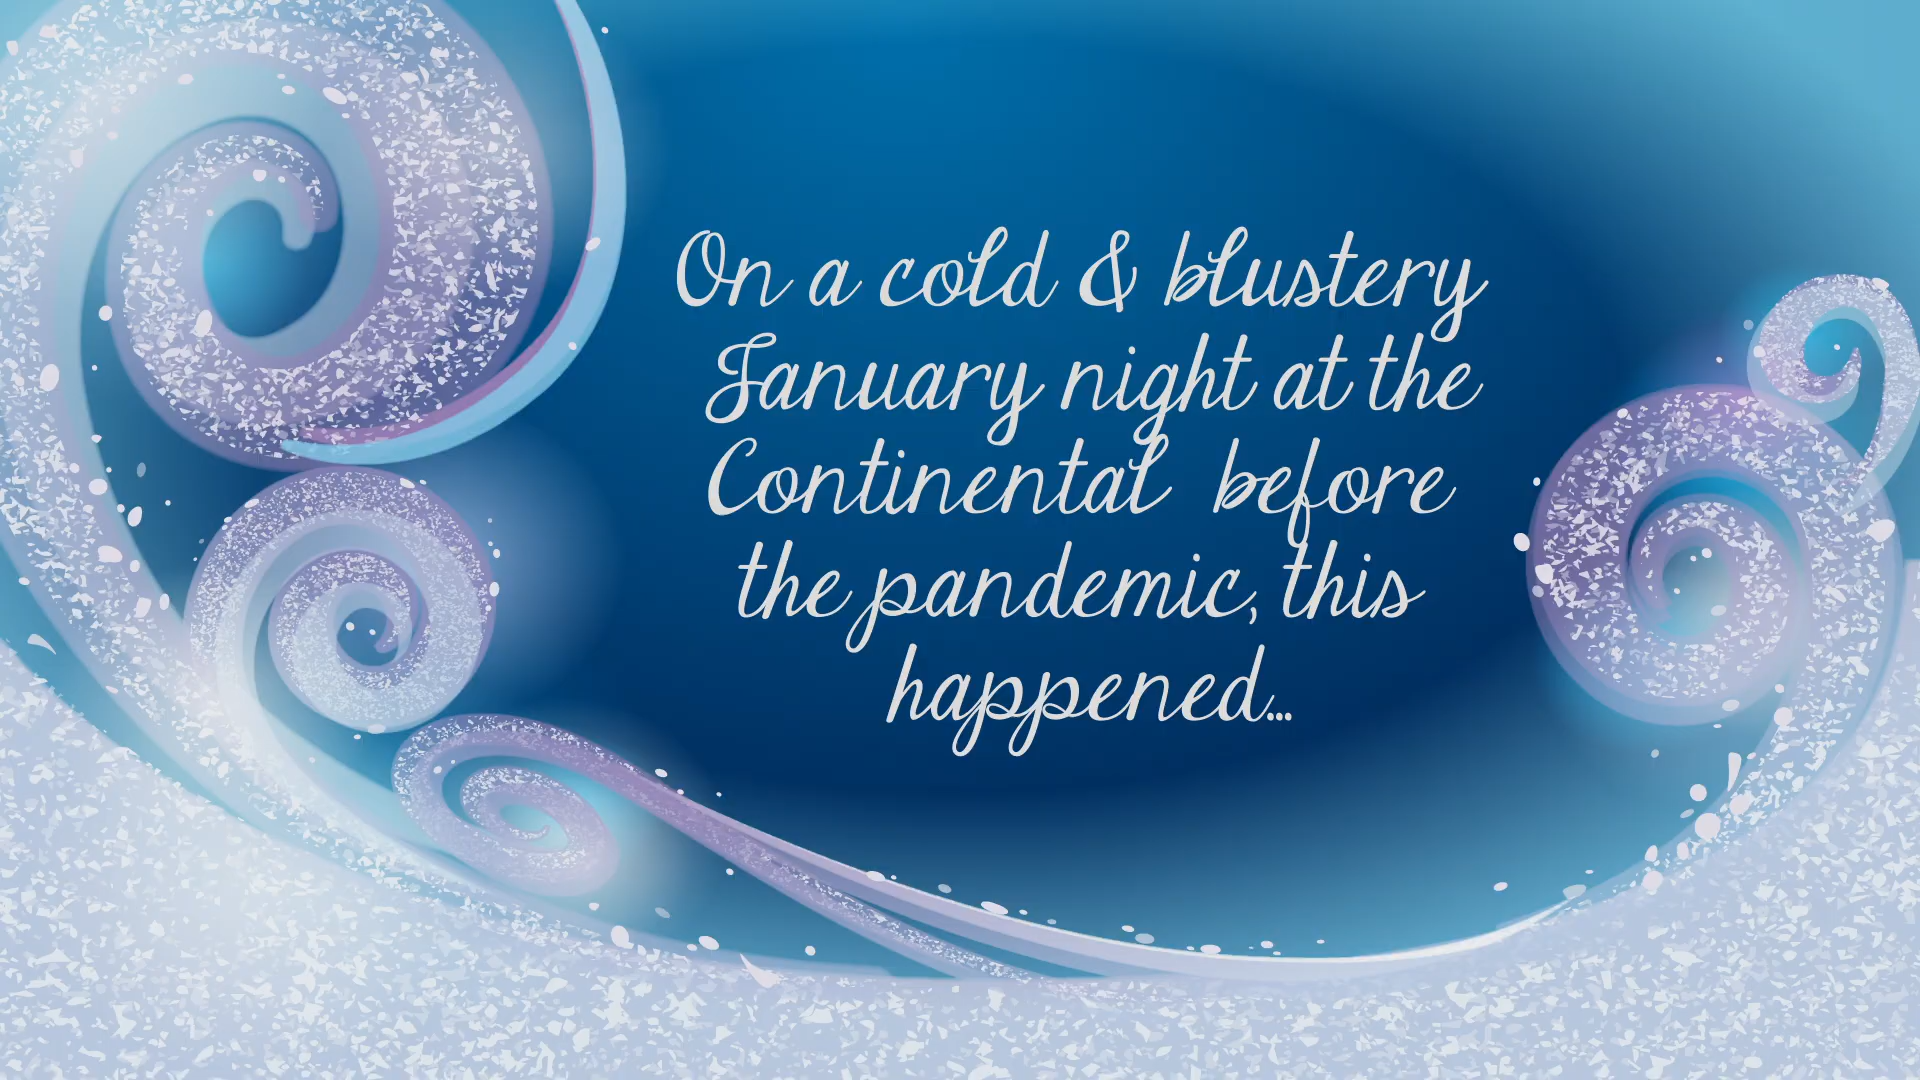 On a cold & blustery
January night at the
Continental before
the pandemic, this
happened...